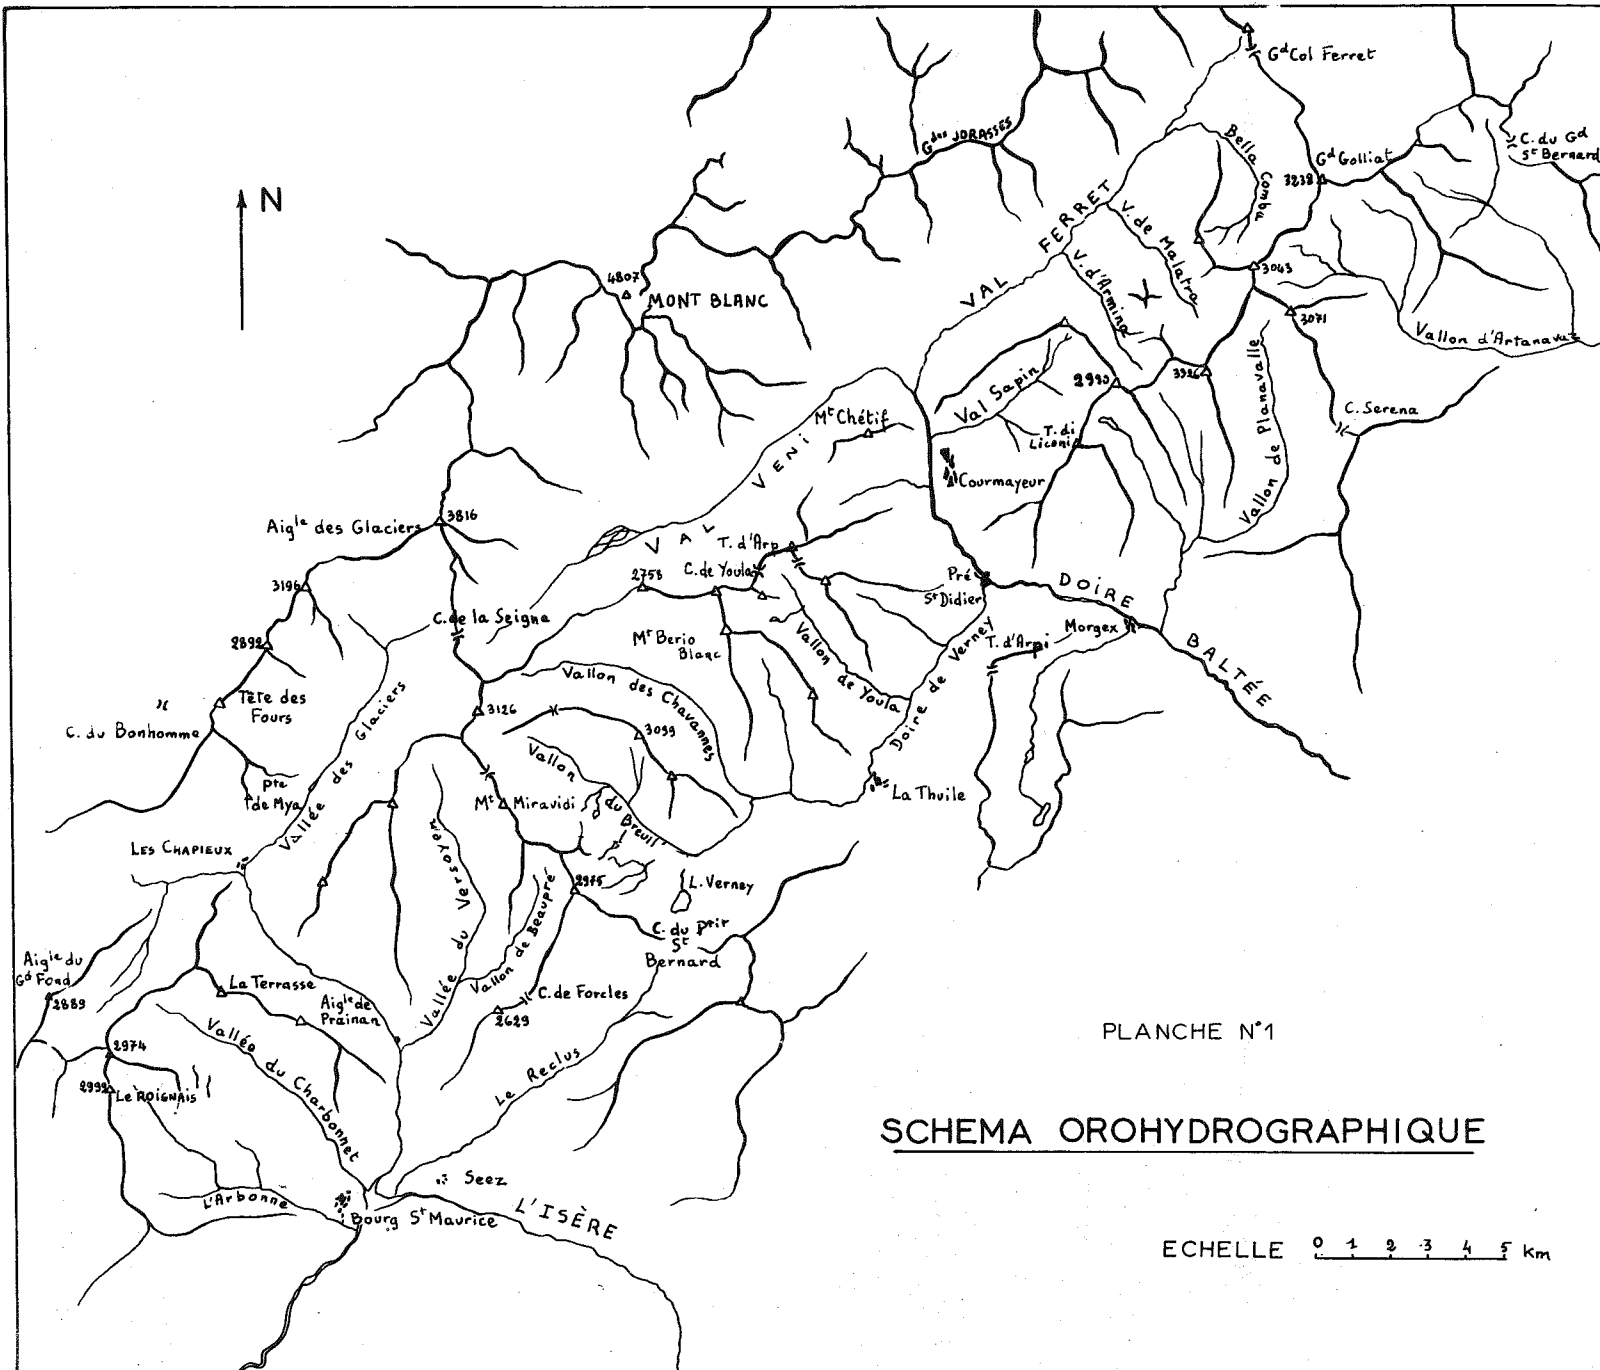 Gd Col Ferret
Bella
Comba
C. du Gd
St Bernard
Gd Golliat
3238
Gdes JORASSES
N
VAL FERRET
V. de Malatra
V. d'Armina
3043
3071
Vallon d'Artanavaz
4807
MONT BLANC
Vallon de Planavalle
Val Sapin
2990
3326
C. Serena
Mt Chétif
T. di
Liconi
Courmayeur
VAL VENI
Aigle des Glaciers
3816
T. d'Arp
C. de Youla
2758
3196
Pré
St Didier
DOIRE BALTÉE
C. de la Seigne
Morgex
T. d'Arpi
Mt Berio
Blanc
2892
Vallon des Chavannes
Vallon de Youla
Doire de Verney
Tête des
Fours
C. du Bonhomme
Vallée des Glaciers
3126
3099
Pte
de Mya
Vallon du Breuil
Mt Miravidi
La Thuile
LES CHAPIEUX
Vallée du Versoyen
Vallon de Beaupré
2975
L. Verney
C. du Ptit
St
Bernard
Aigle du
Gd Fond
2889
La Terrasse
Aigle de
Prainan
C. de Forcles
2629
Vallée du Charbonnet
2974
2999
Le ROIGNAIS
Le Reclus
PLANCHE N°1
SCHEMA OROHYDROGRAPHIQUE
Seez
L'Arbonne
L'ISÈRE
Bourg St Maurice
ECHELLE 0 1 2 3 4 5 km